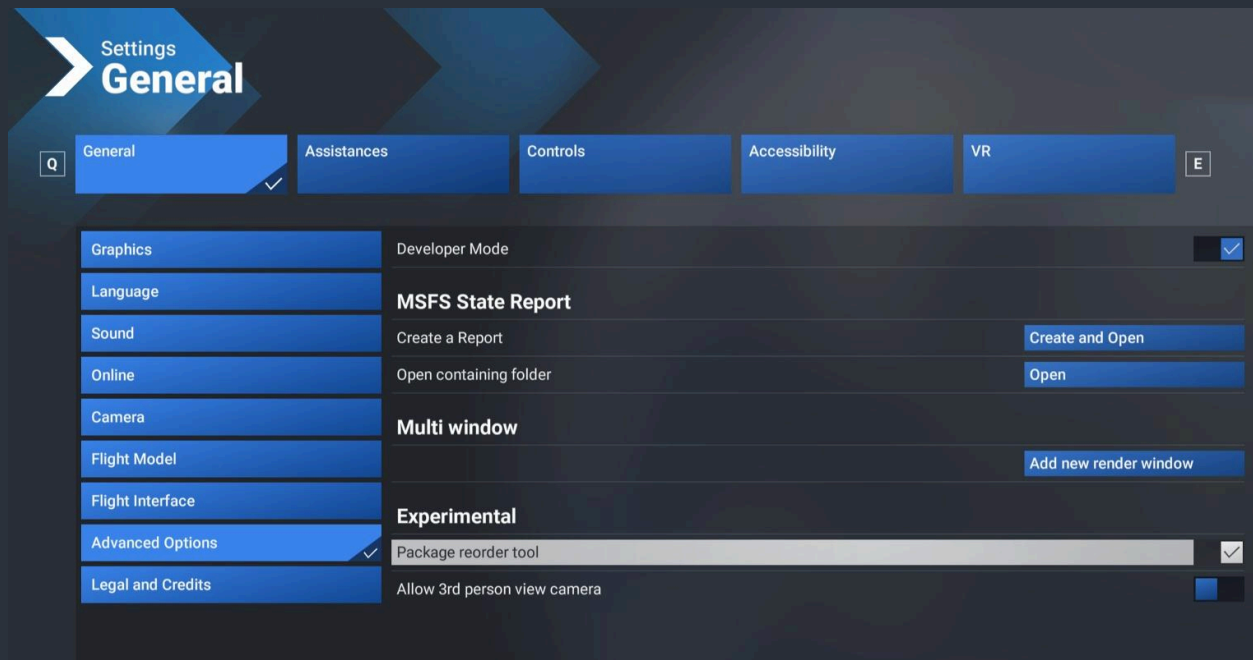 Settings
General
Q
General
Assistances
Controls
Accessibility
VR
E
Graphics
Language
Sound
Online
Camera
Flight Model
Flight Interface
Advanced Options
Legal and Credits
Developer Mode
MSFS State Report
Create a Report
Create and Open
Open containing folder
Open
Multi window
Add new render window
Experimental
Package reorder tool
Allow 3rd person view camera